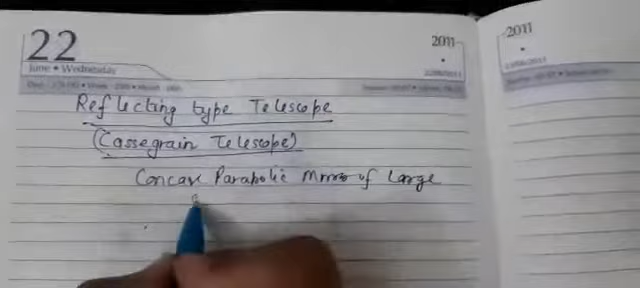 22
June • Wednesday
2011
2011
Reflecting type Telescope
(Cassegrain Telescope)
Concave Parabolic Mirror of Large